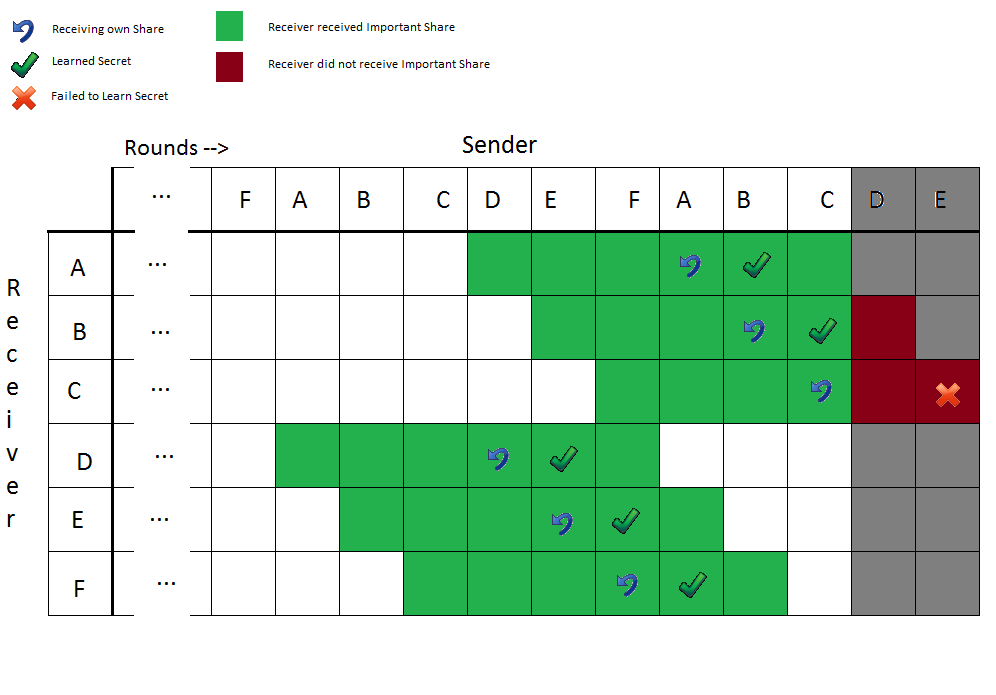 Receiving own Share
Receiver received Important Share
Learned Secret
Receiver did not receive Important Share
Failed to Learn Secret
Rounds -->
Sender
... F A B C D E F A B C D E
Receiver
A ...
B ...
C ...
D ...
E ...
F ...